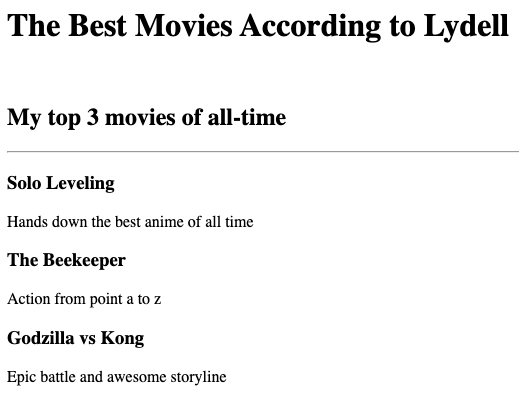 The Best Movies According to Lydell
My top 3 movies of all-time
Solo Leveling
Hands down the best anime of all time
The Beekeeper
Action from point a to z
Godzilla vs Kong
Epic battle and awesome storyline